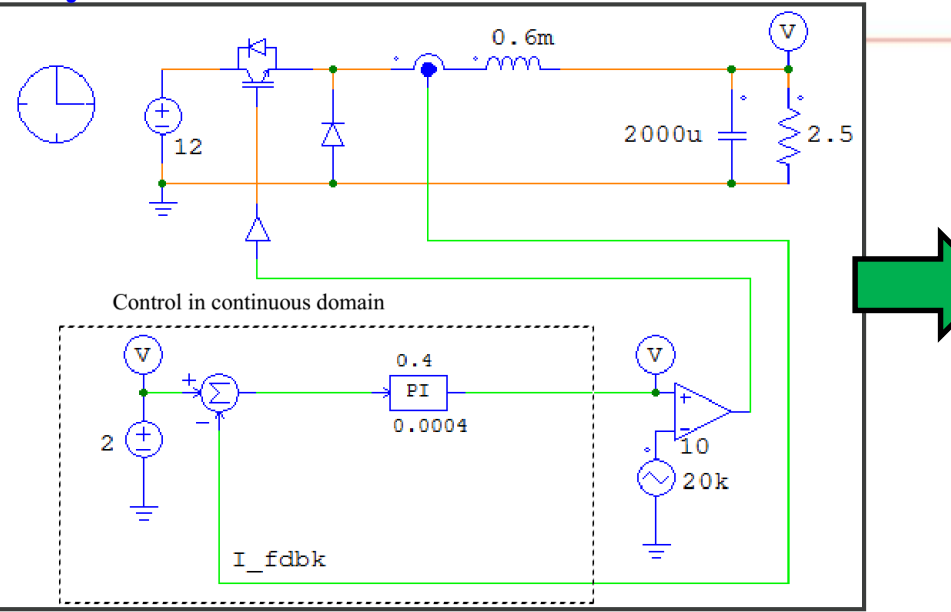 0.6m
V
12
2000u
2.5
Control in continuous domain
V
0.4
V
+
Σ
PI
+
−
0.0004
−
2
10
20k
I_fdbk